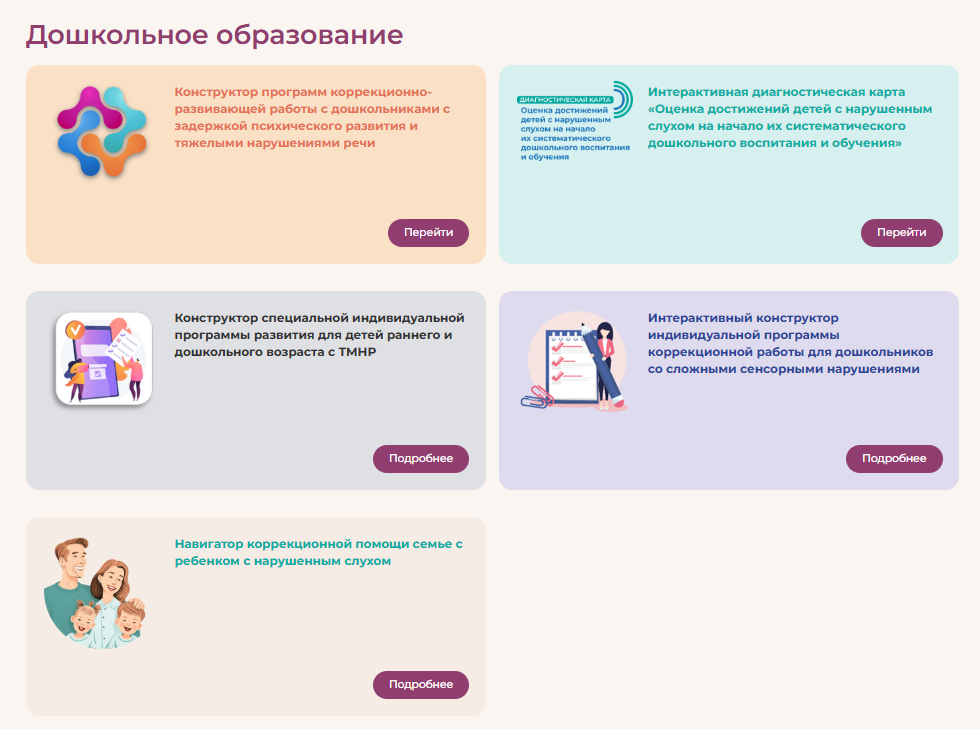 Дошкольное образование
Конструктор программ коррекционно-
развивающей работы с дошкольниками с
задержкой психического развития и
тяжелыми нарушениями речи
Перейти
ДИАГНОСТИЧЕСКАЯ КАРТА
Оценка достижений
детей с нарушенным
слухом на начало
их систематического
дошкольного воспитания
и обучения
Интерактивная диагностическая карта
«Оценка достижений детей с нарушенным
слухом на начало их систематического
дошкольного воспитания и обучения»
Перейти
Конструктор специальной индивидуальной
программы развития для детей раннего и
дошкольного возраста с ТМНР
Подробнее
Интерактивный конструктор
индивидуальной программы
коррекционной работы для дошкольников
со сложными сенсорными нарушениями
Подробнее
Навигатор коррекционной помощи семье с
ребенком с нарушенным слухом
Подробнее